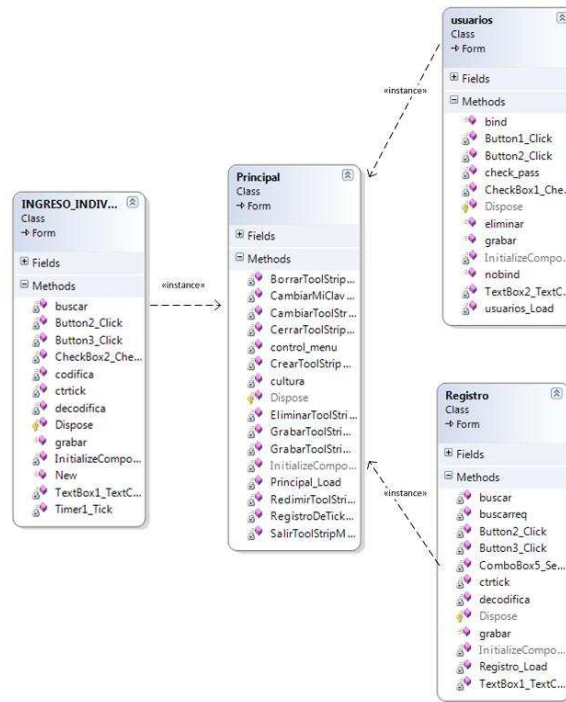 usuarios
Class
Form
Fields
Methods
bind
Button1_Click
Button2_Click
check_pass
CheckBox1_Che...
Dispose
eliminar
grabar
InitializeCompo...
nobind
TextBox2_TextC...
usuarios_Load
«instance»
Principal
Class
Form
Fields
Methods
BorrarToolStrip...
CambiarMiClav...
CambiarToolStr...
CerrarToolStrip...
control_menu
CrearToolStrip...
cultura
Dispose
EliminarToolStri...
GrabarToolStri...
GrabarToolStri...
InitializeCompo...
Principal_Load
RedimirToolStri...
RegistroDeTick...
SalirToolStripM...
INGRESO_INDIV...
Class
Form
Fields
Methods
buscar
Button2_Click
Button3_Click
CheckBox2_Che...
codifica
ctrtick
decodifica
Dispose
grabar
InitializeCompo...
New
TextBox1_TextC...
Timer1_Tick
«instance»
Registro
Class
Form
Fields
Methods
buscar
buscarreq
Button2_Click
Button3_Click
ComboBox5_Se...
ctrtick
decodifica
Dispose
grabar
InitializeCompo...
Registro_Load
TextBox1_TextC...
«instance»